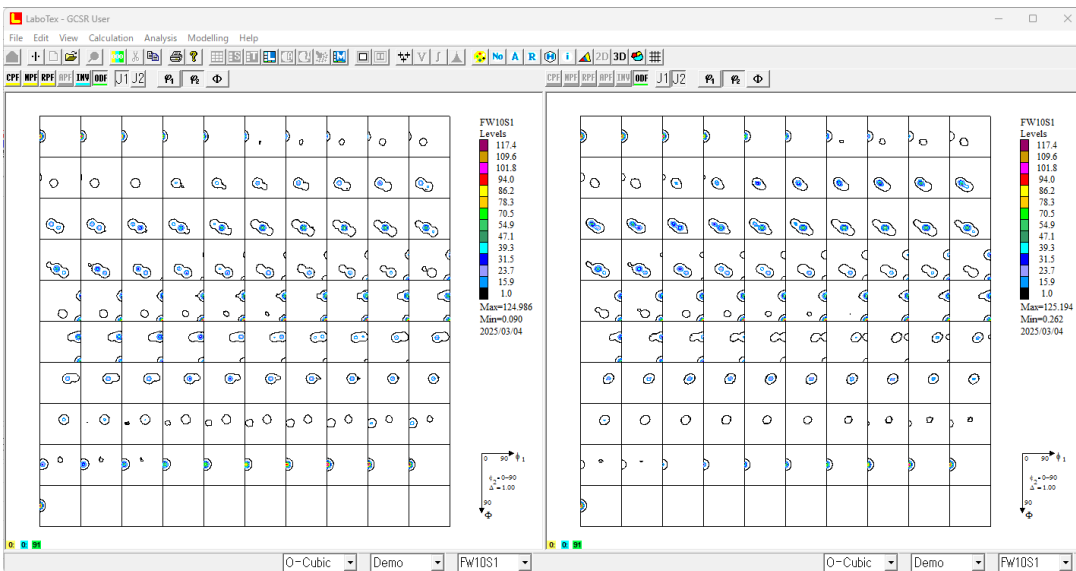 LaboTex - GCSR User
File Edit View Calculation Analysis Modelling Help
No A R i 2D 3D
CPF NPF RPF APF INV ODF J1 J2 φ1 φ2 Φ
CPF NPF RPF APF INV ODF J1 J2 φ1 φ2 Φ
FW10S1
Levels
117.4
109.6
101.8
94.0
86.2
78.3
70.5
54.9
47.1
39.3
31.5
23.7
15.9
1.0
Max=124.986
Min=0.090
2025/03/04
0 90 ϕ1
ϕ2=0-90
Δ=1.00
90
Φ
0: 0: 91
O-Cubic Demo FW10S1
FW10S1
Levels
117.4
109.6
101.8
94.0
86.2
78.3
70.5
54.9
47.1
39.3
31.5
23.7
15.9
1.0
Max=125.194
Min=0.262
2025/03/04
0 90 ϕ1
ϕ2=0-90
Δ=1.00
90
Φ
0: 0: 91
O-Cubic Demo FW10S1